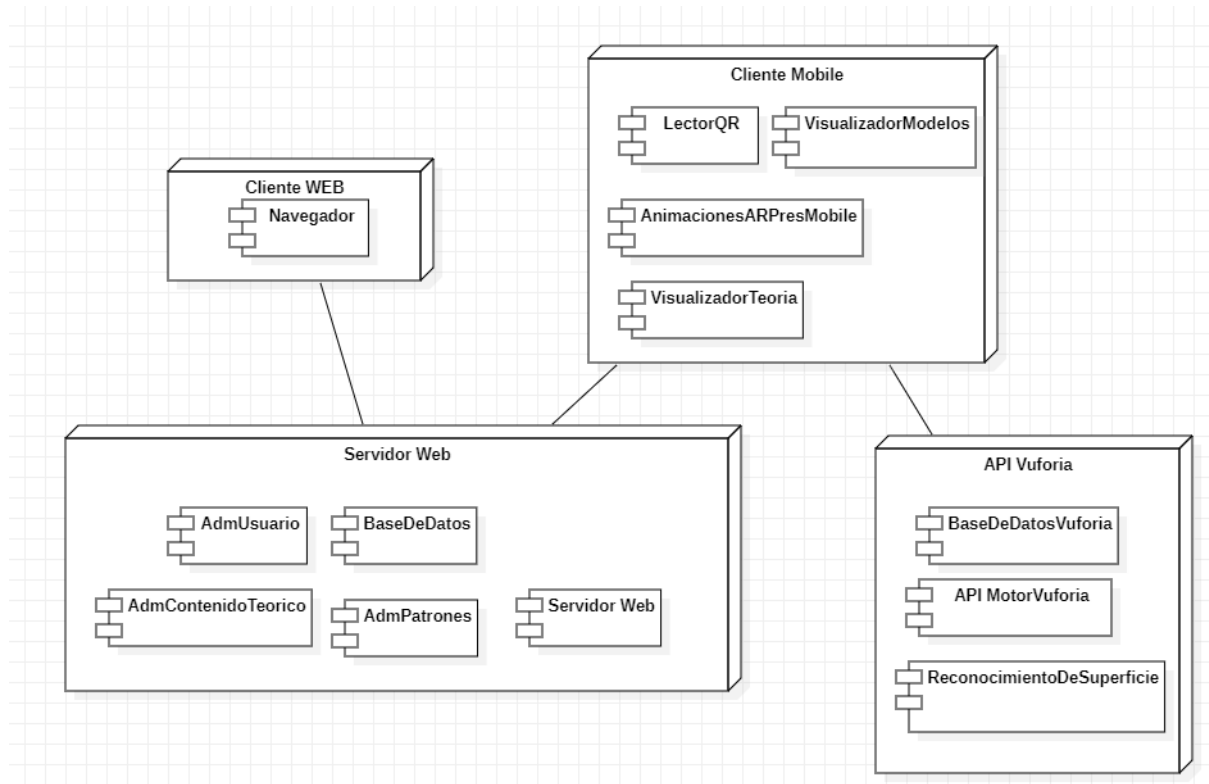 Cliente Mobile
LectorQR
VisualizadorModelos
AnimacionesARPresMobile
VisualizadorTeoria
Cliente WEB
Navegador
Servidor Web
AdmUsuario
BaseDeDatos
AdmContenidoTeorico
AdmPatrones
Servidor Web
API Vuforia
BaseDeDatosVuforia
API MotorVuforia
ReconocimientoDeSuperficie